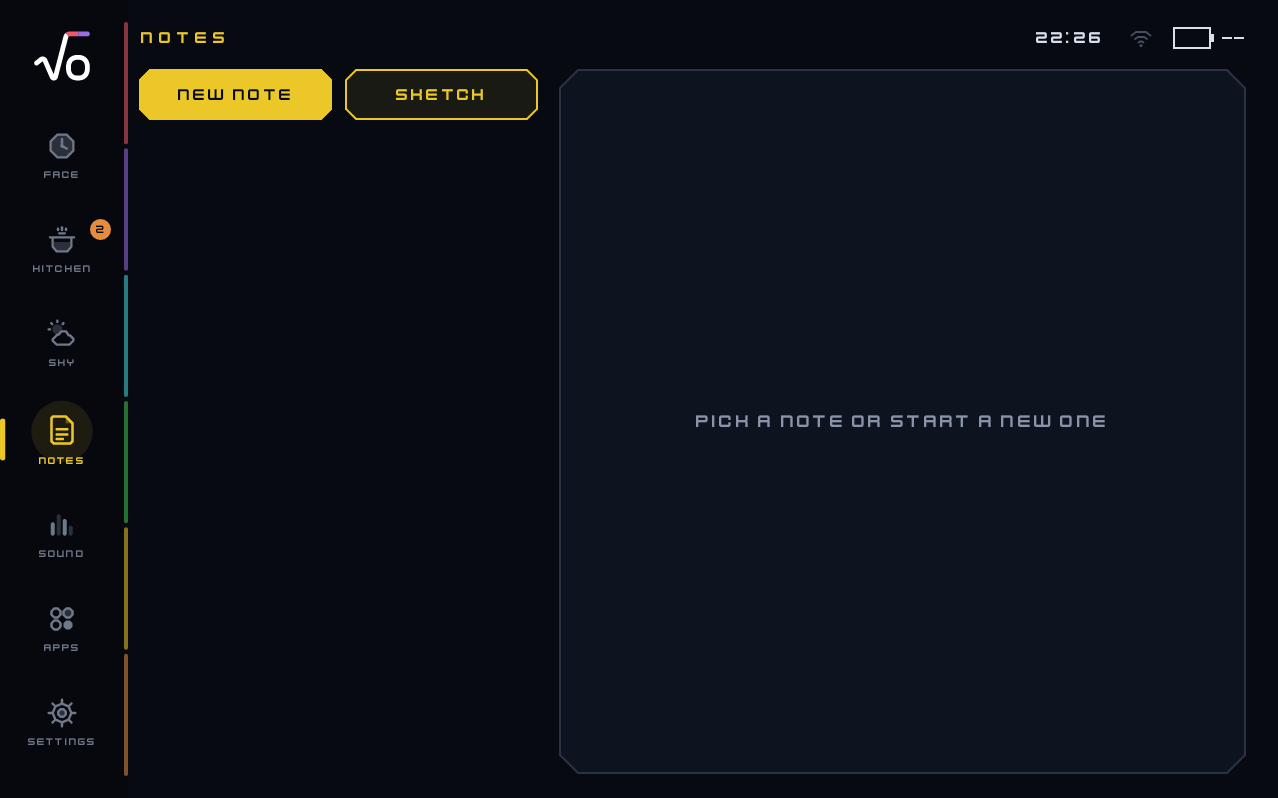 √o
NOTES
22:26
--
NEW NOTE
SKETCH
FACE
2
KITCHEN
SKY
NOTES
SOUND
APPS
SETTINGS
PICK A NOTE OR START A NEW ONE